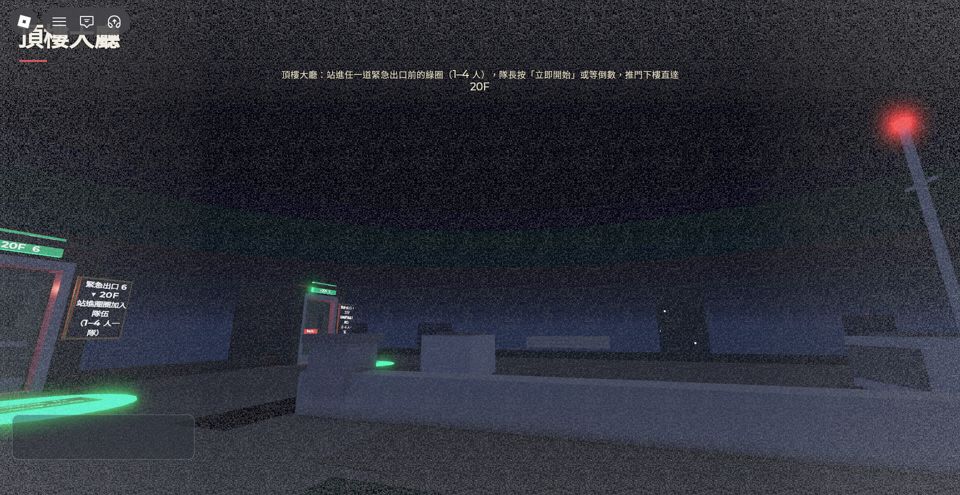 頂樓大廳
頂樓大廳：站進任一道緊急出口前的綠圈（1–4 人），隊長按「立即開始」或等倒數，推門下樓直達
20F
20F 6
緊急出口 6
▼ 20F
站進圈圈加入
隊伍
（1–4 人一
隊）